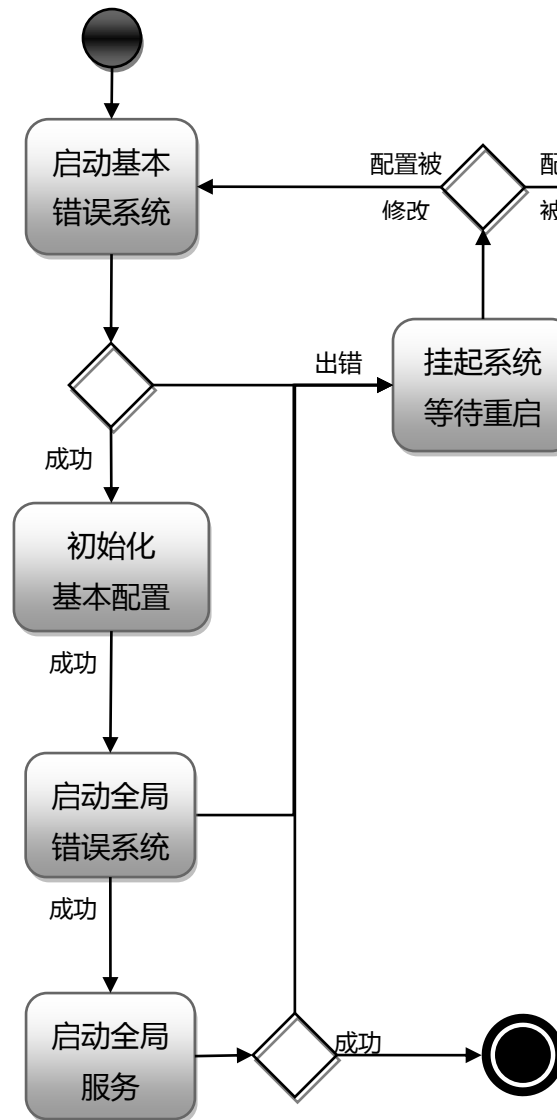 启动基本
错误系统
配置被
修改
配
被
出错
挂起系统
等待重启
成功
初始化
基本配置
成功
启动全局
错误系统
成功
启动全局
服务
成功